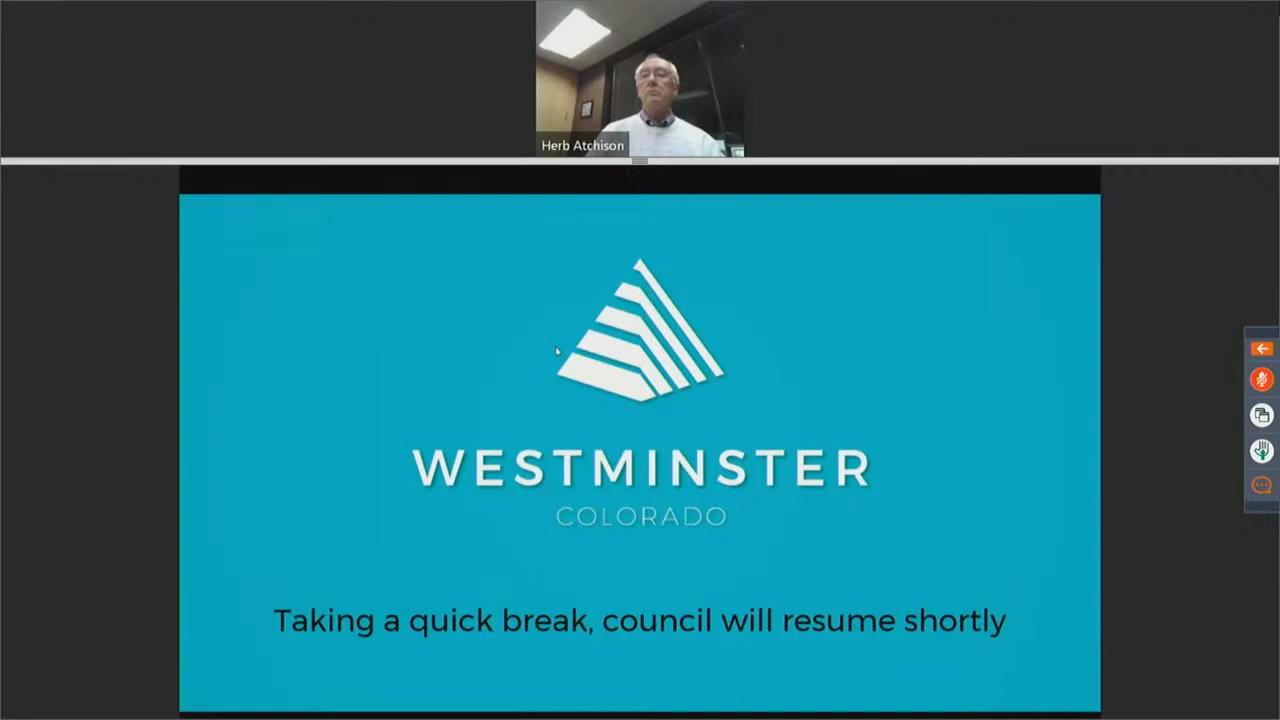 Herb Atchison
WESTMINSTER
COLORADO
Taking a quick break, council will resume shortly